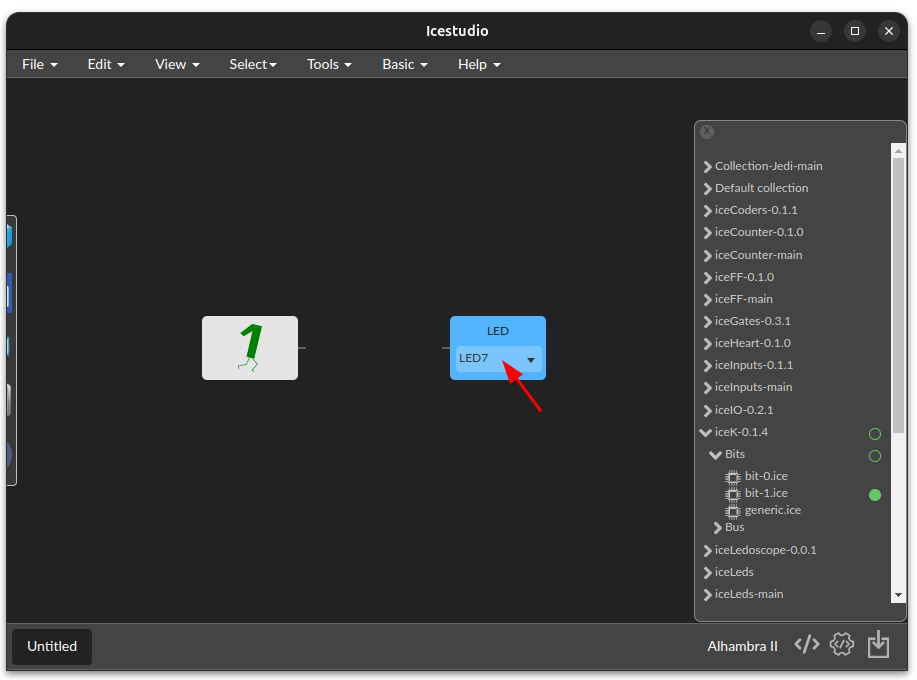 Icestudio
File Edit View Select Tools Basic Help
X
Collection-Jedi-main
Default collection
iceCoders-0.1.1
iceCounter-0.1.0
iceCounter-main
iceFF-0.1.0
iceFF-main
iceGates-0.3.1
iceHeart-0.1.0
iceInputs-0.1.1
iceInputs-main
iceIO-0.2.1
iceK-0.1.4
Bits
bit-0.ice
bit-1.ice
generic.ice
Bus
iceLedoscope-0.0.1
iceLeds
iceLeds-main
1
LED
LED7
Untitled
Alhambra II </> </>